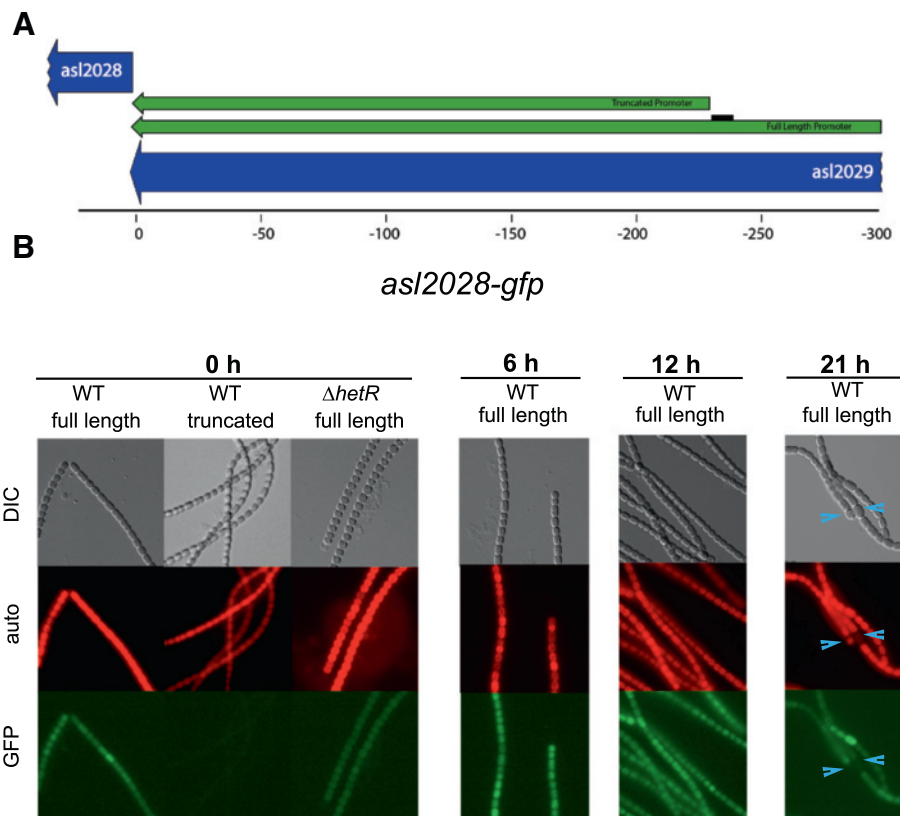 A
asl2028
Truncated Promoter
Full Length Promoter
asl2029
0 -50 -100 -150 -200 -250 -300
B
asl2028-gfp
0 h 6 h 12 h 21 h
WT WT ΔhetR WT WT WT
full length truncated full length full length full length full length
DIC
auto
GFP